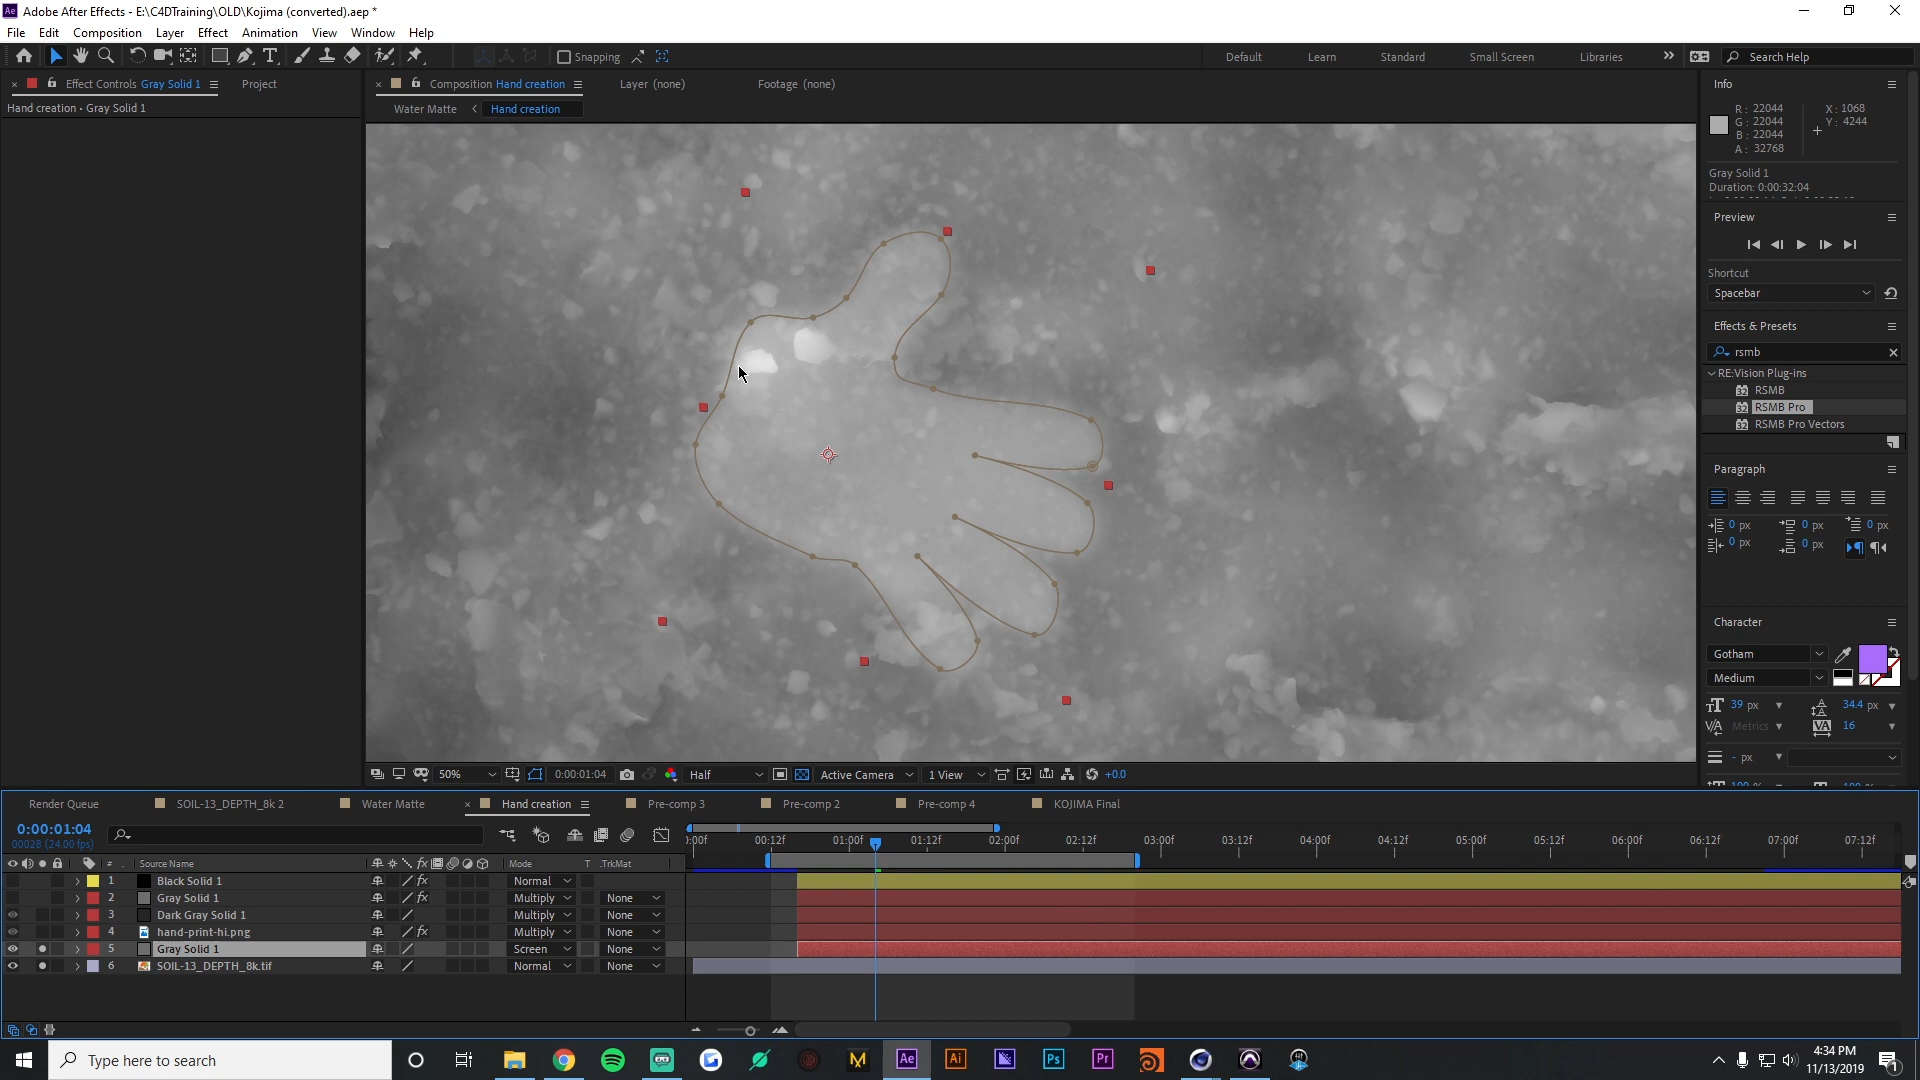 Adobe After Effects - E:\C4DTraining\OLD\Kojima (converted).aep *
File Edit Composition Layer Effect Animation View Window Help
Snapping
Default Learn Standard Small Screen Libraries
Search Help
Effect Controls Gray Solid 1
Project
Composition Hand creation
Layer (none)
Footage (none)
Hand creation • Gray Solid 1
Water Matte
Hand creation
Info
R: 22044
G: 22044
B: 22044
A: 32768
X: 1068
Y: 4244
Gray Solid 1
Duration: 0:00:32:04
Preview
Shortcut
Spacebar
Effects & Presets
rsmb
RE:Vision Plug-ins
RSMB
RSMB Pro
RSMB Pro Vectors
Paragraph
0 px 0 px 0 px
0 px 0 px
Character
Gotham
Medium
39 px 34.4 px
Metrics 16
- px
50% 0:00:01:04 Half Active Camera 1 View +0.0
Render Queue SOIL-13_DEPTH_8k 2 Water Matte Hand creation Pre-comp 3 Pre-comp 2 Pre-comp 4 KOJIMA Final
0:00:01:04
00028 (24.00 fps)
:00f 00:12f 01:00f 01:12f 02:00f 02:12f 03:00f 03:12f 04:00f 04:12f 05:00f 05:12f 06:00f 06:12f 07:00f 07:12f
# Source Name Mode T .TrkMat
1 Black Solid 1 Normal
2 Gray Solid 1 Multiply None
3 Dark Gray Solid 1 Multiply None
4 hand-print-hi.png Multiply None
5 Gray Solid 1 Screen None
6 SOIL-13_DEPTH_8k.tif Normal None
Type here to search
Ae Ai Ps Pr
4:34 PM
11/13/2019